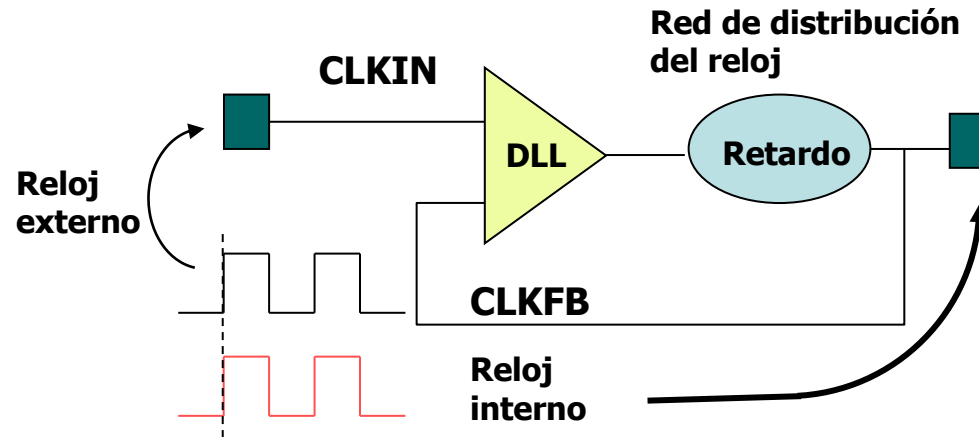 Red de distribución
del reloj
CLKIN
DLL
Retardo
Reloj
externo
CLKFB
Reloj
interno